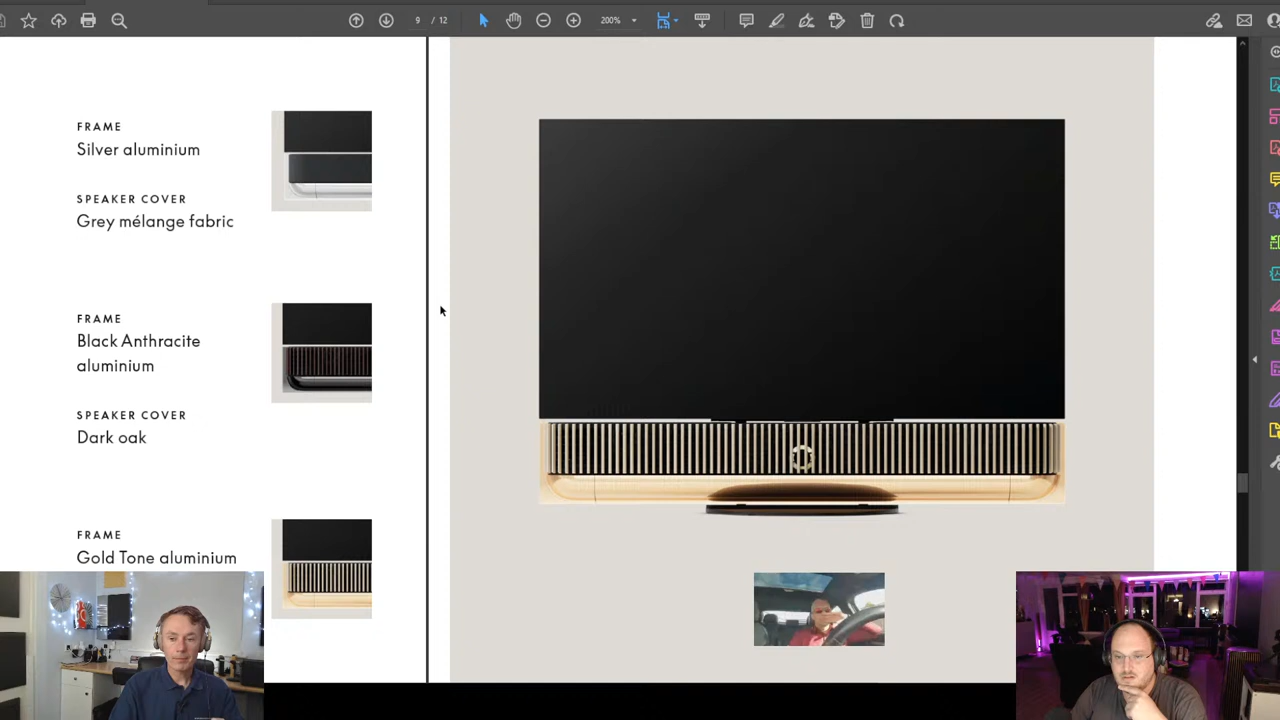 9 / 12
200%
FRAME
Silver aluminium
SPEAKER COVER
Grey mélange fabric
FRAME
Black Anthracite
aluminium
SPEAKER COVER
Dark oak
FRAME
Gold Tone aluminium